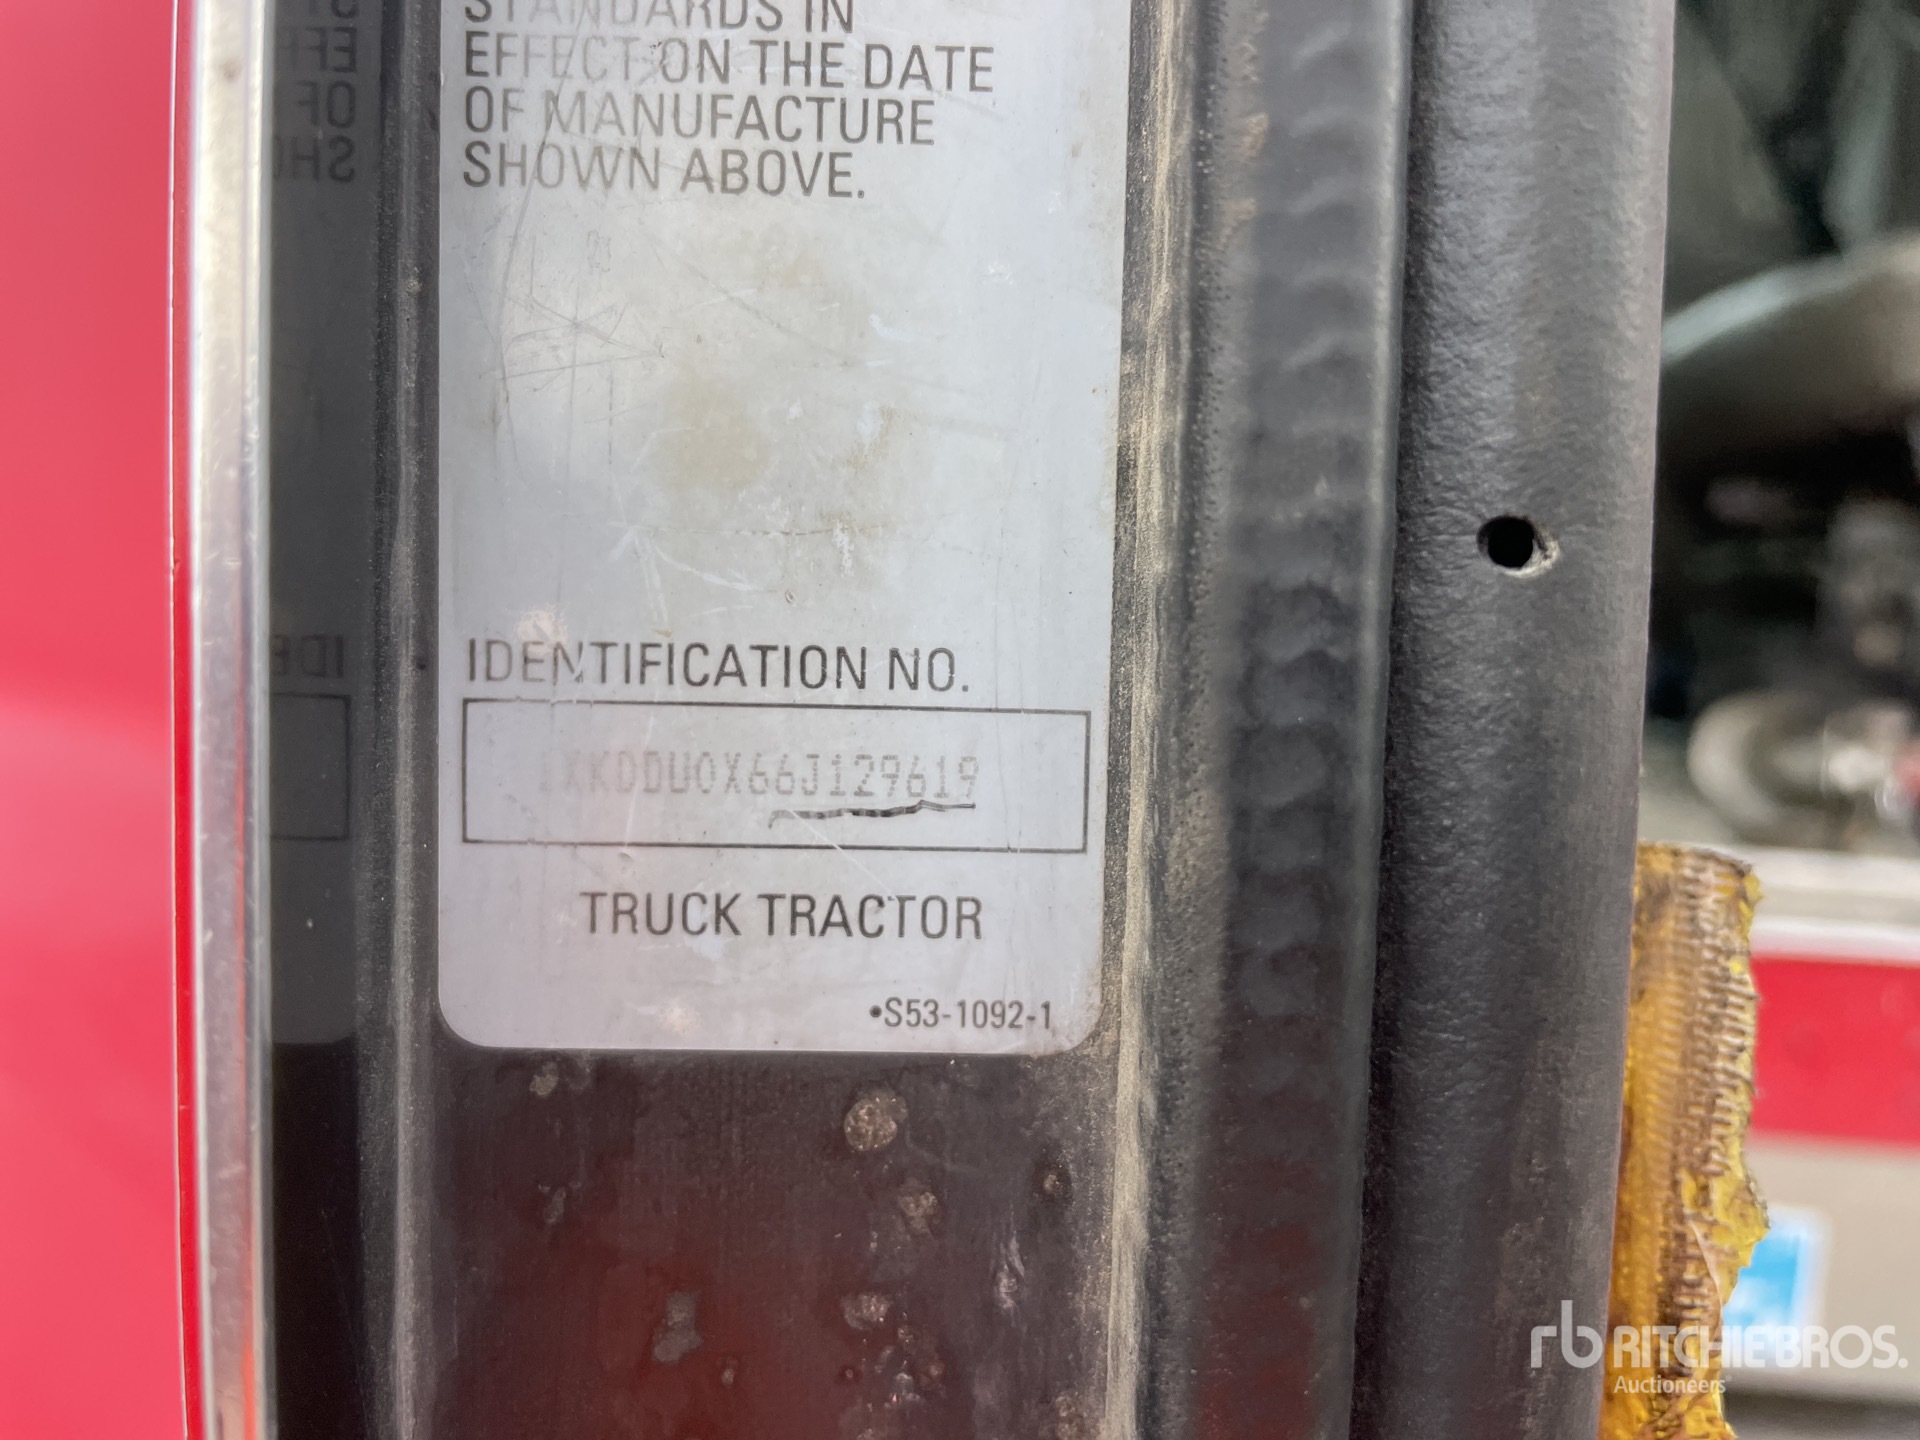 STANDARDS IN
EFFECT ON THE DATE
OF MANUFACTURE
SHOWN ABOVE.
IDENTIFICATION NO.
1XKDDU0X66J129619
TRUCK TRACTOR
•S53-1092-1
rb RITCHIE BROS.
Auctioneers